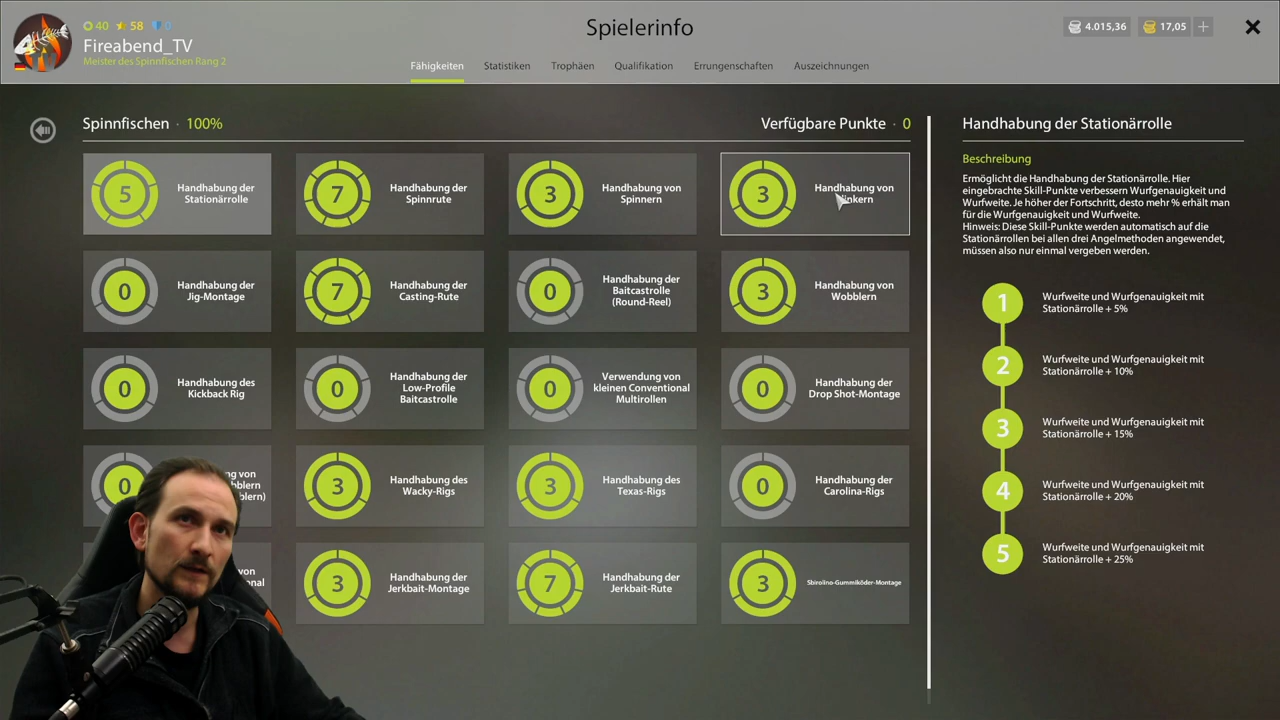 40 58 0
Fireabend_TV
Meister des Spinnfischen Rang 2
Spielerinfo
4.015,36 17,05 +
Fähigkeiten Statistiken Trophäen Qualifikation Errungenschaften Auszeichnungen
Spinnfischen · 100%
Verfügbare Punkte · 0
5
Handhabung der
Stationärrolle
7
Handhabung der
Spinnrute
3
Handhabung von
Spinnern
3
Handhabung von
0
Handhabung der
Jig-Montage
7
Handhabung der
Casting-Rute
0
Handhabung der
Baitcastrolle
(Round-Reel)
3
Handhabung von
Wobblern
0
Handhabung des
Kickback Rig
0
Handhabung der
Low-Profile
Baitcastrolle
0
Verwendung von
kleinen Conventional
Multirollen
0
Handhabung der
Drop Shot-Montage
0
von
3
Handhabung des
Wacky-Rigs
3
Handhabung des
Texas-Rigs
0
Handhabung der
Carolina-Rigs
von
3
Handhabung der
Jerkbait-Montage
7
Handhabung der
Jerkbait-Rute
3
Sbirolino-Gummiköder-Montage
Handhabung der Stationärrolle
Beschreibung
Ermöglicht die Handhabung der Stationärrolle. Hier
eingebrachte Skill-Punkte verbessern Wurfgenauigkeit und
Wurfweite. Je höher der Fortschritt, desto mehr % erhält man
für die Wurfgenauigkeit und Wurfweite.
Hinweis: Diese Skill-Punkte werden automatisch auf die
Stationärrollen bei allen drei Angelmethoden angewendet,
müssen also nur einmal vergeben werden.
1
Wurfweite und Wurfgenauigkeit mit
Stationärrolle + 5%
2
Wurfweite und Wurfgenauigkeit mit
Stationärrolle + 10%
3
Wurfweite und Wurfgenauigkeit mit
Stationärrolle + 15%
4
Wurfweite und Wurfgenauigkeit mit
Stationärrolle + 20%
5
Wurfweite und Wurfgenauigkeit mit
Stationärrolle + 25%